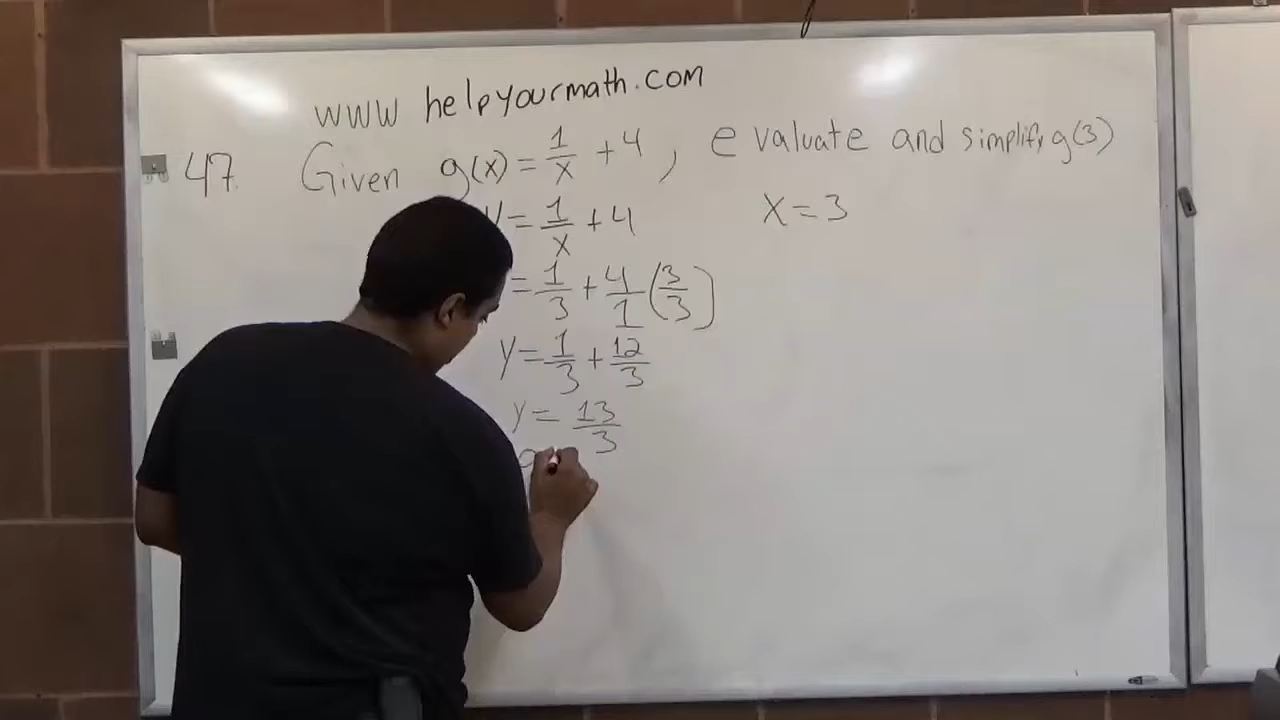 www helpyourmath.com
47. Given g(x) = 1/x + 4, evaluate and simplify g(3)
y = 1/x + 4 x = 3
= 1/3 + 4/1 (3/3)
y = 1/3 + 12/3
y = 13/3